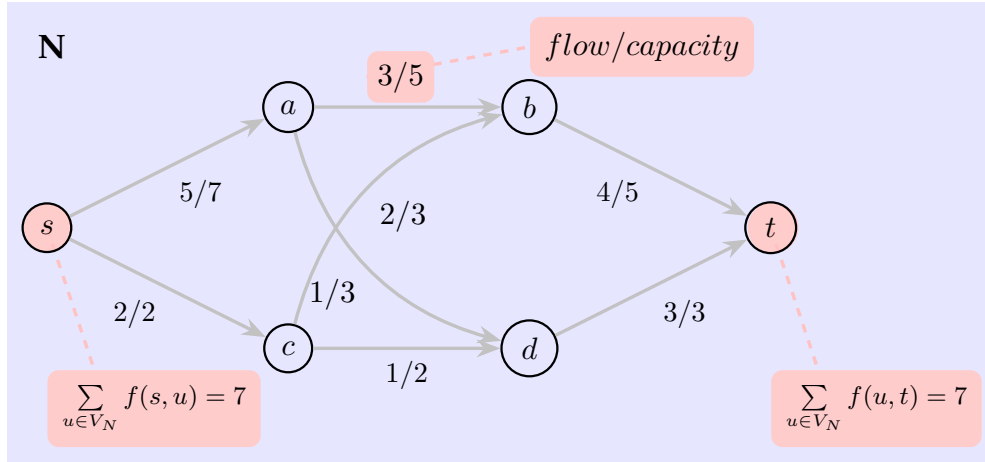 N
flow/capacity
3/5
a
b
5/7
4/5
2/3
s
t
1/3
2/2
3/3
c
d
1/2
∑ f(s, u) = 7
u∈V_N
∑ f(u, t) = 7
u∈V_N